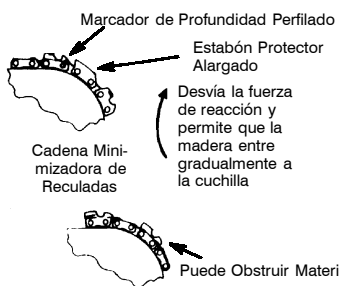 Marcador de Profundidad Perfilado
Estabón Protector
Alargado
Desvía la fuerza
de reacción y
permite que la
madera entre
gradualmente a
la cuchilla
Cadena Mini-
mizadora de
Reculadas
Puede Obstruir Materi